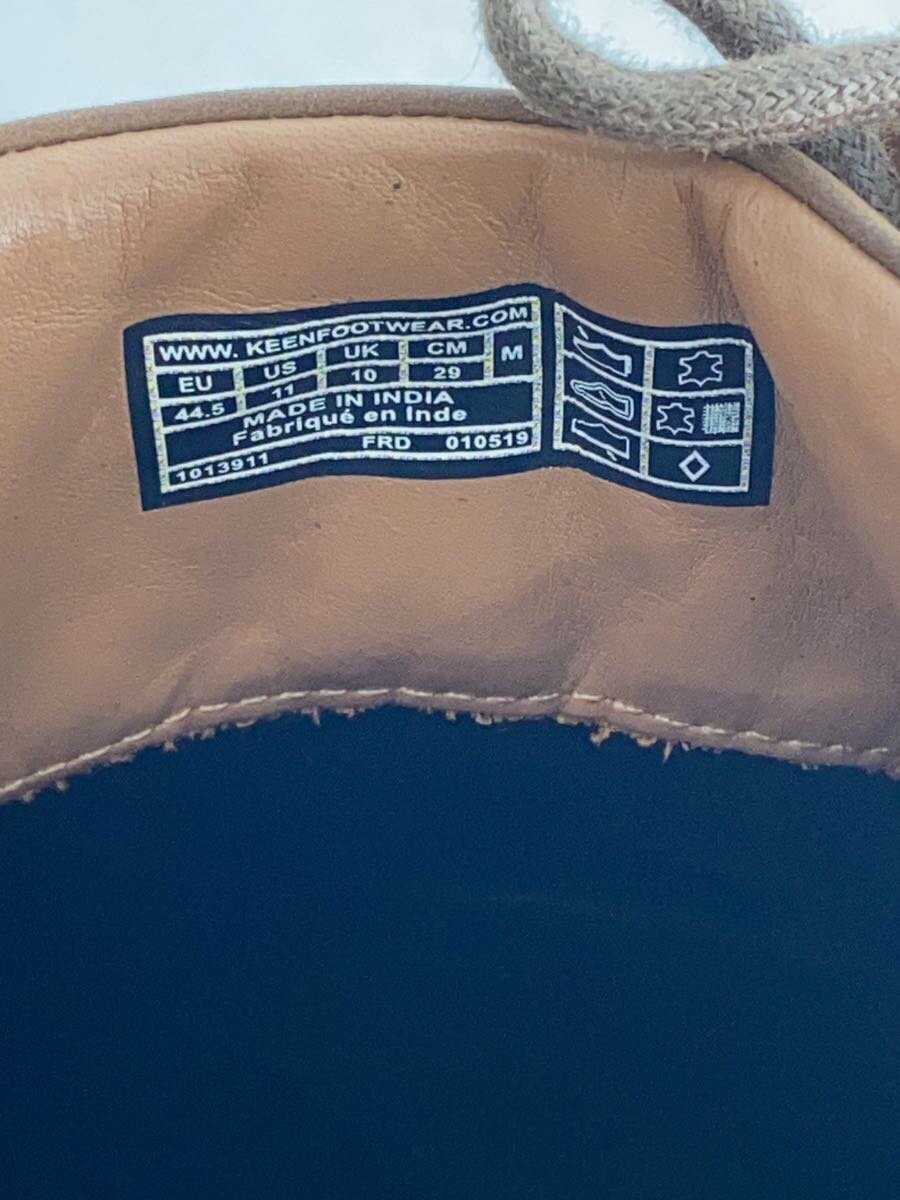 WWW. KEENFOOTWEAR.COM
EU US UK CM M
44.5 11 10 29
MADE IN INDIA
Fabriqué en Inde
FRD 010519
1013911